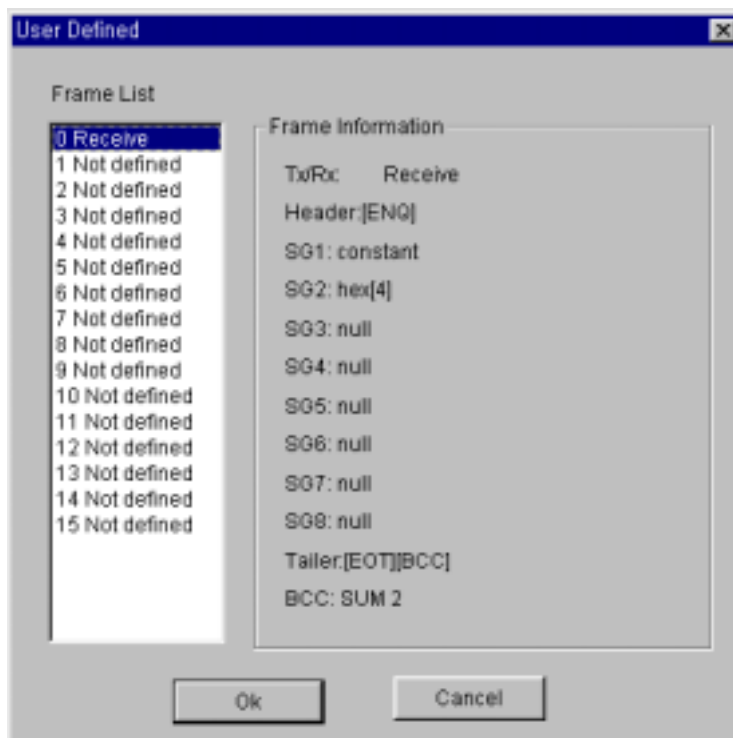 User Defined
Frame List
0 Receive
1 Not defined
2 Not defined
3 Not defined
4 Not defined
5 Not defined
6 Not defined
7 Not defined
8 Not defined
9 Not defined
10 Not defined
11 Not defined
12 Not defined
13 Not defined
14 Not defined
15 Not defined
Frame Information
Tx/Rx: Receive
Header:[ENQ]
SG1: constant
SG2: hex[4]
SG3: null
SG4: null
SG5: null
SG6: null
SG7: null
SG8: null
Tailer:[EOT][BCC]
BCC: SUM 2
Ok
Cancel